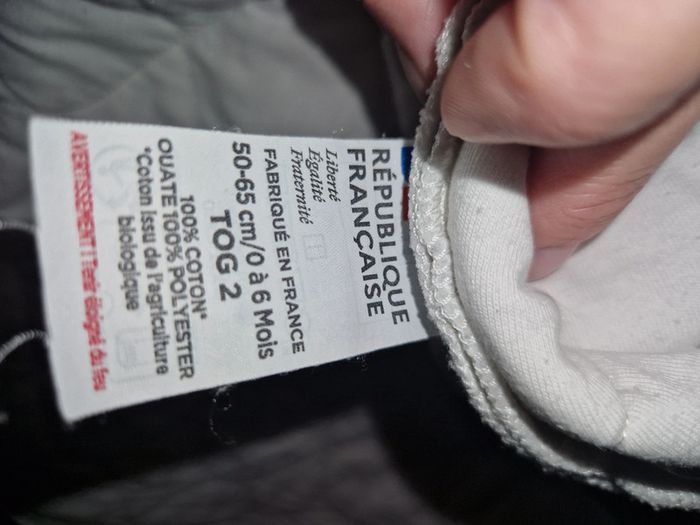 RÉPUBLIQUE
FRANÇAISE
Liberté
Égalité
Fraternité
FABRIQUÉ EN FRANCE
50-65 cm/0 à 6 Mois
TOG 2
100% COTON*
OUATE 100% POLYESTER
*Coton issu de l'agriculture
biologique
AVERTISSEMENT ! Tenir éloigné du feu